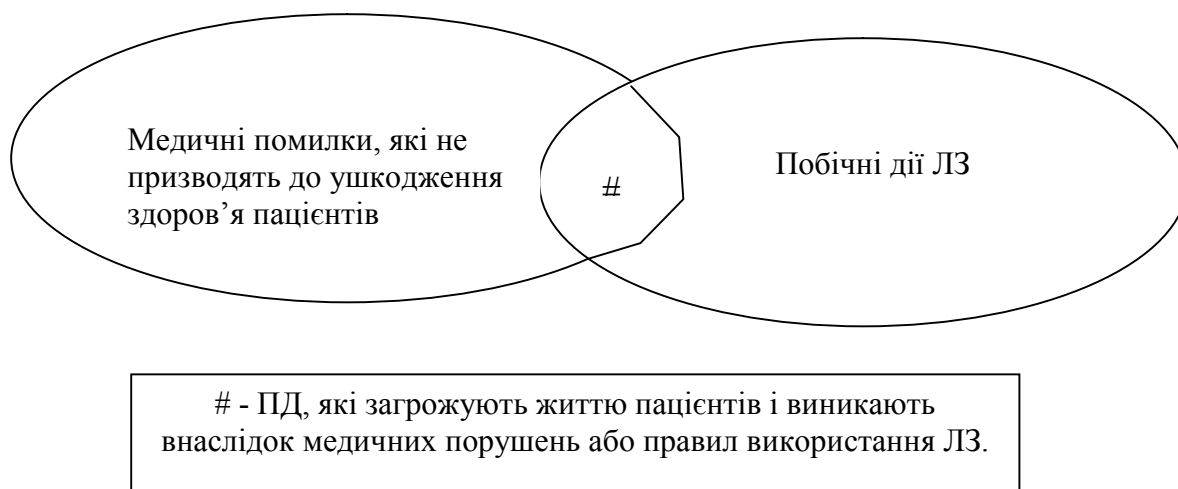 Медичні помилки, які не
призводять до ушкодження
здоров’я пацієнтів
#
Побічні дії ЛЗ
# - ПД, які загрожують життю пацієнтів і виникають
внаслідок медичних порушень або правил використання ЛЗ.